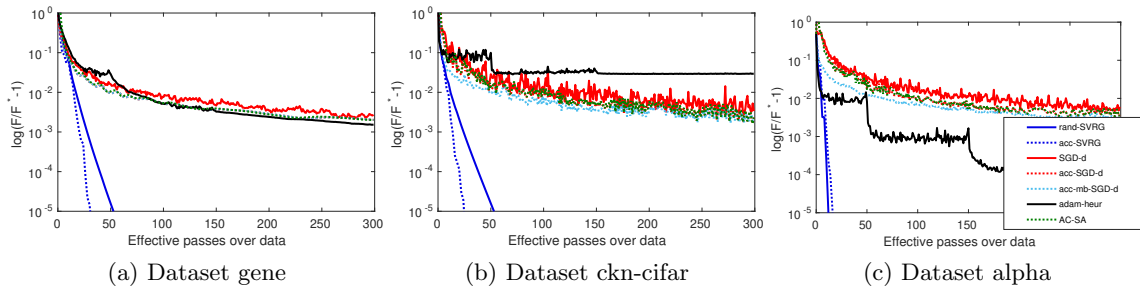 10^0
10^-1
10^-2
10^-3
10^-4
10^-5
log(F/F^* -1)
0 50 100 150 200 250 300
Effective passes over data
(a) Dataset gene
10^0
10^-1
10^-2
10^-3
10^-4
10^-5
log(F/F^* -1)
0 50 100 150 200 250 300
Effective passes over data
(b) Dataset ckn-cifar
10^0
10^-1
10^-2
10^-3
10^-4
10^-5
log(F/F^* -1)
0 50 100 150
Effective passes over data
rand-SVRG
acc-SVRG
SGD-d
acc-SGD-d
acc-mb-SGD-d
adam-heur
AC-SA
(c) Dataset alpha